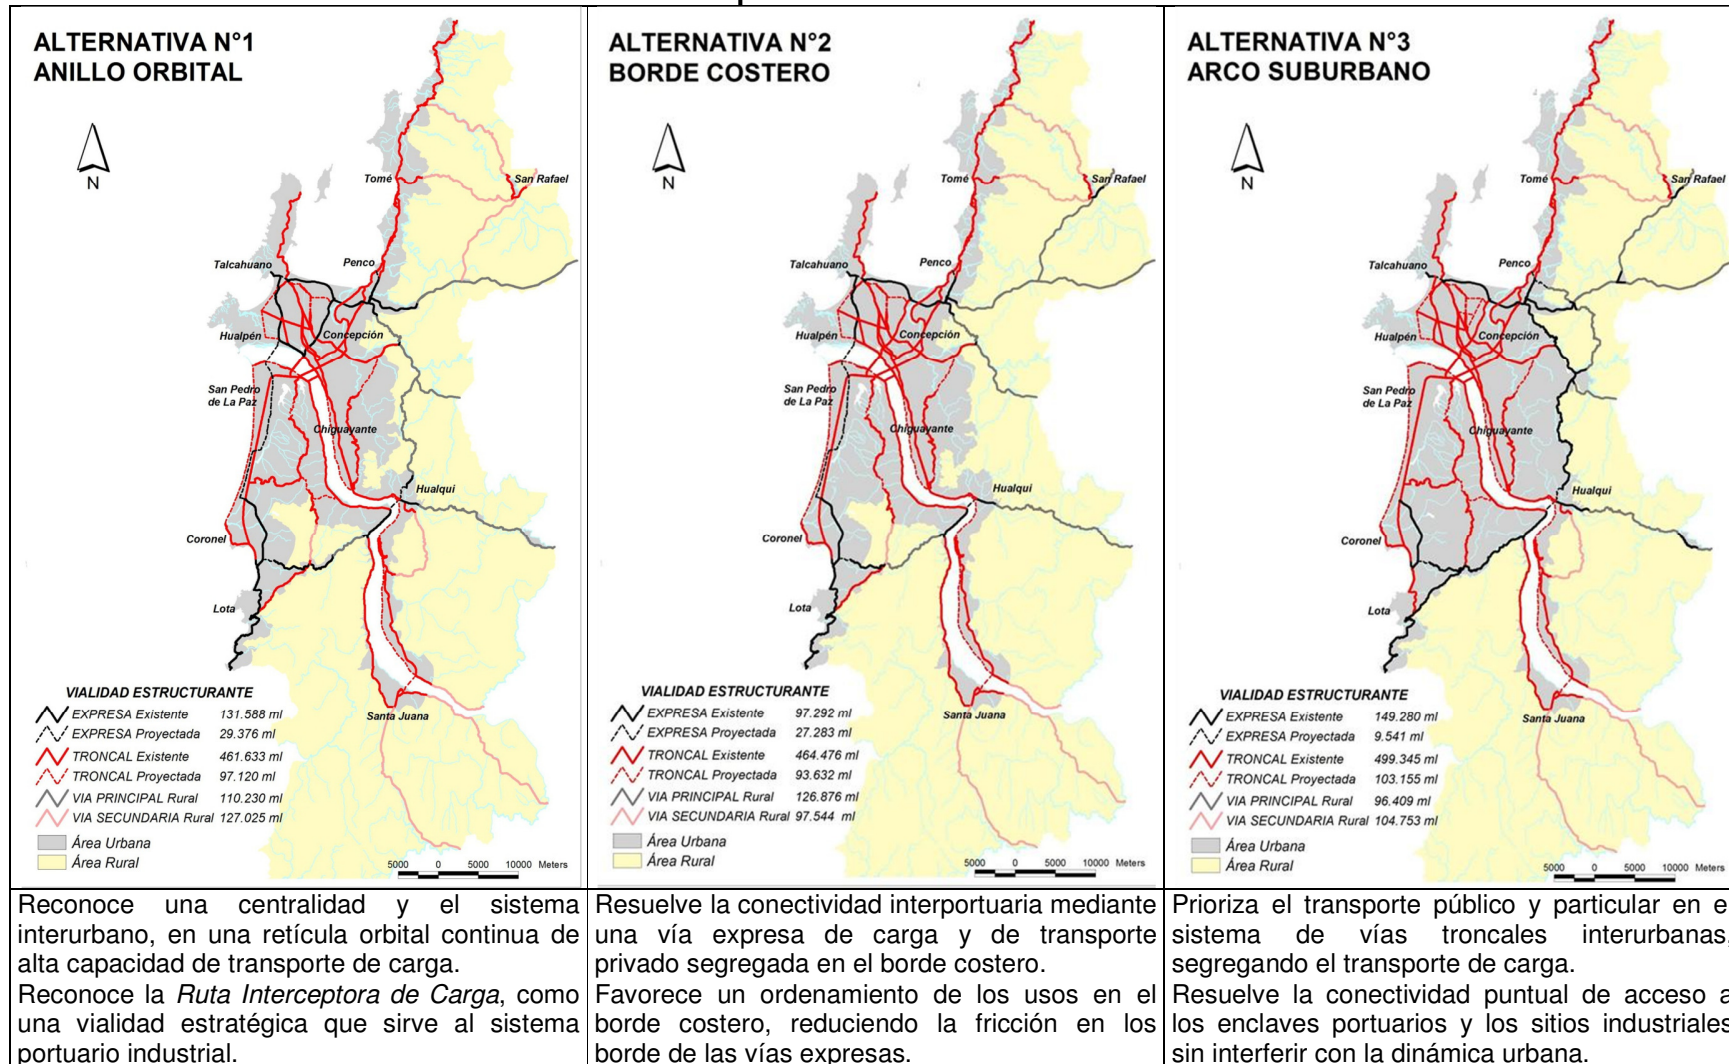 ALTERNATIVA N°1
ANILLO ORBITAL
N
Tomé
San Rafael
Talcahuano
Penco
Hualpén
Concepción
San Pedro
de La Paz
Chiguayante
Hualqui
Coronel
Lota
Santa Juana
VIALIDAD ESTRUCTURANTE
EXPRESA Existente 131.588 ml
EXPRESA Proyectada 29.376 ml
TRONCAL Existente 461.633 ml
TRONCAL Proyectada 97.120 ml
VIA PRINCIPAL Rural 110.230 ml
VIA SECUNDARIA Rural 127.025 ml
Área Urbana
Área Rural
5000 0 5000 10000 Meters
Reconoce una centralidad y el sistema
interurbano, en una retícula orbital continua de
alta capacidad de transporte de carga.
Reconoce la Ruta Interceptora de Carga, como
una vialidad estratégica que sirve al sistema
portuario industrial.
ALTERNATIVA N°2
BORDE COSTERO
N
Tomé
San Rafael
Talcahuano
Penco
Hualpén
Concepción
San Pedro
de La Paz
Chiguayante
Hualqui
Coronel
Lota
Santa Juana
VIALIDAD ESTRUCTURANTE
EXPRESA Existente 97.292 ml
EXPRESA Proyectada 27.283 ml
TRONCAL Existente 464.476 ml
TRONCAL Proyectada 93.632 ml
VIA PRINCIPAL Rural 126.876 ml
VIA SECUNDARIA Rural 97.544 ml
Área Urbana
Área Rural
5000 0 5000 10000 Meters
Resuelve la conectividad interportuaria mediante
una vía expresa de carga y de transporte
privado segregada en el borde costero.
Favorece un ordenamiento de los usos en el
borde costero, reduciendo la fricción en los
borde de las vías expresas.
ALTERNATIVA N°3
ARCO SUBURBANO
N
Tomé
San Rafael
Talcahuano
Penco
Hualpén
Concepción
San Pedro
de La Paz
Chiguayante
Hualqui
Coronel
Lota
Santa Juana
VIALIDAD ESTRUCTURANTE
EXPRESA Existente 149.280 ml
EXPRESA Proyectada 9.541 ml
TRONCAL Existente 499.345 ml
TRONCAL Proyectada 103.155 ml
VIA PRINCIPAL Rural 96.409 ml
VIA SECUNDARIA Rural 104.753 ml
Área Urbana
Área Rural
5000 0 5000 10000 Meters
Prioriza el transporte público y particular en e
sistema de vías troncales interurbanas,
segregando el transporte de carga.
Resuelve la conectividad puntual de acceso a
los enclaves portuarios y los sitios industriales
sin interferir con la dinámica urbana.